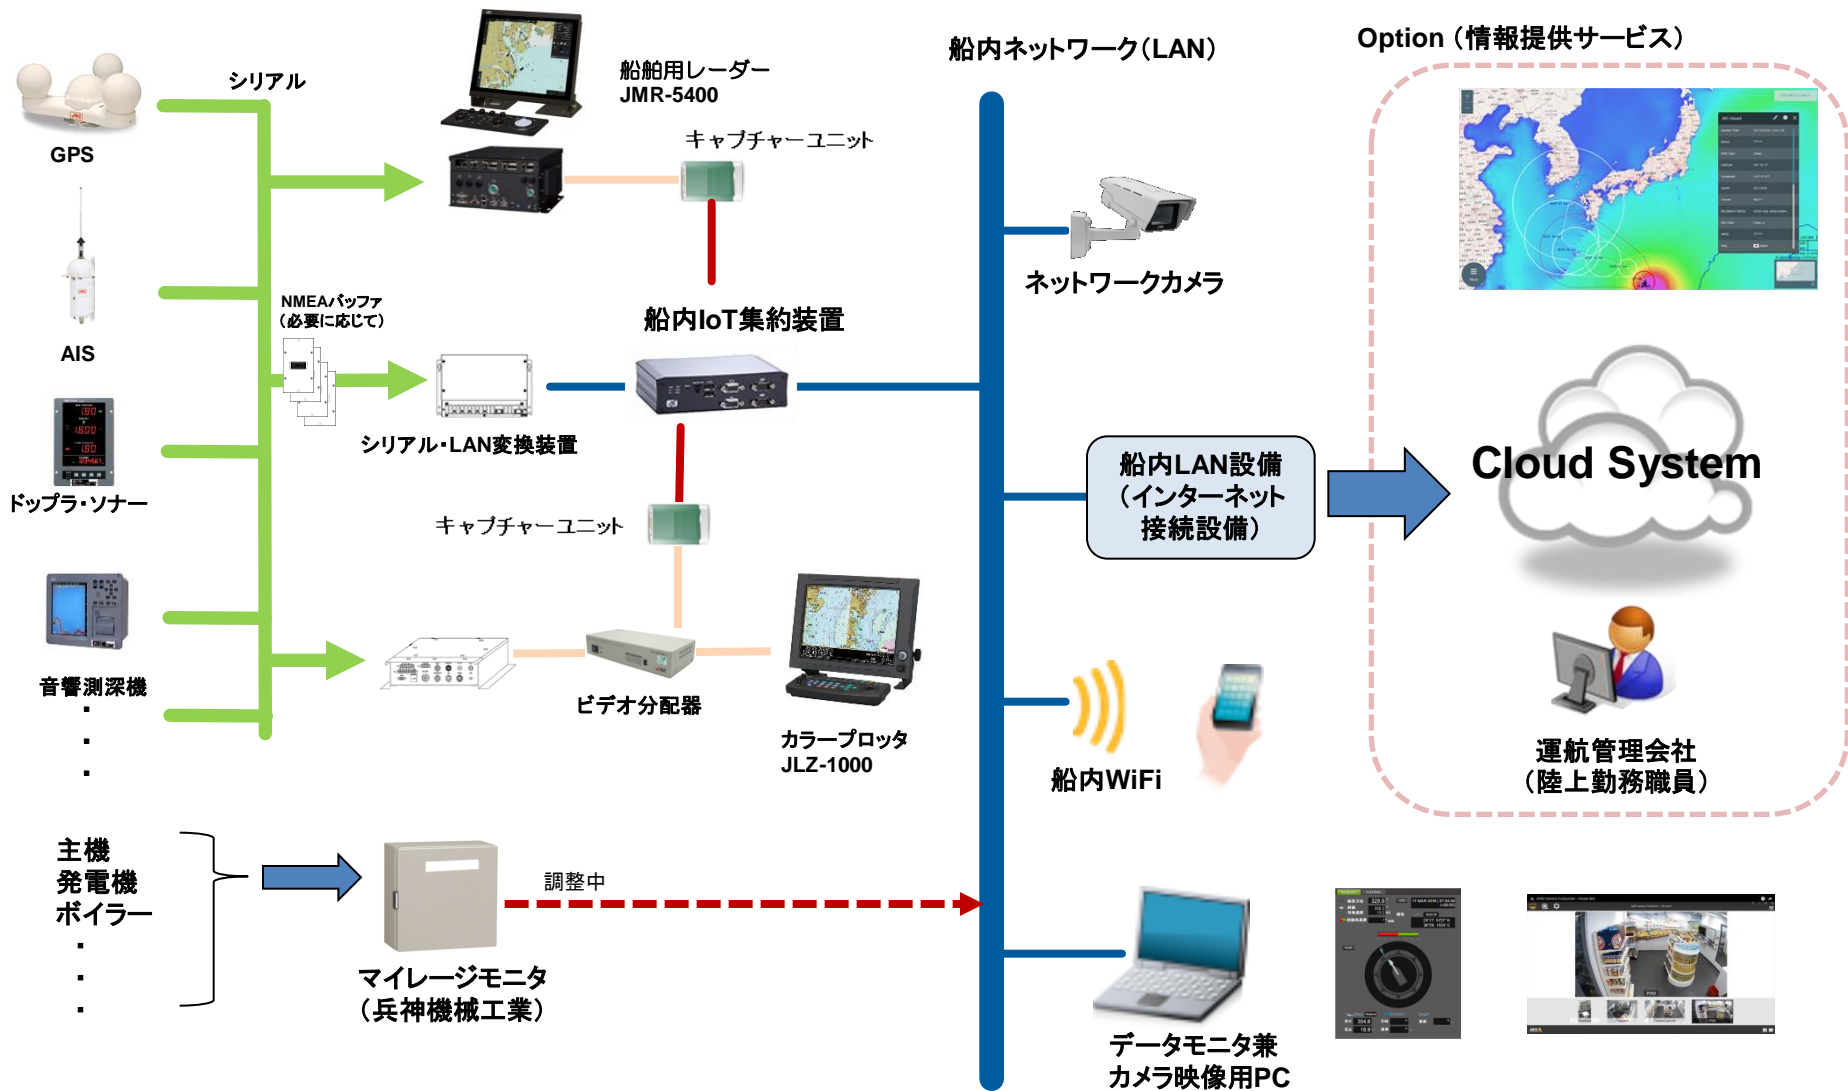 シリアル
GPS
AIS
ドップラ・ソナー
音響測深機
・
・
・
船舶用レーダー
JMR-5400
キャプチャーユニット
NMEAバッファ
（必要に応じて）
シリアル・LAN変換装置
船内IoT集約装置
キャプチャーユニット
ビデオ分配器
カラープロッタ
JLZ-1000
主機
発電機
ボイラー
・
・
・
マイレージモニタ
（兵神機械工業）
調整中
船内ネットワーク（LAN）
ネットワークカメラ
船内LAN設備
（インターネット
接続設備）
船内WiFi
データモニタ兼
カメラ映像用PC
Option（情報提供サービス）
Cloud System
運航管理会社
（陸上勤務職員）